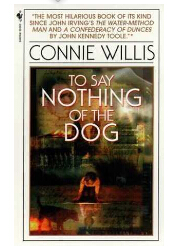 "THE MOST HILARIOUS BOOK OF ITS KIND
SINCE JOHN IRVING'S THE WATER-METHOD
MAN AND A CONFEDERACY OF DUNCES
BY JOHN KENNEDY TOOLE."*
CONNIE WILLIS
TO SAY
NOTHING
OF THE
DOG